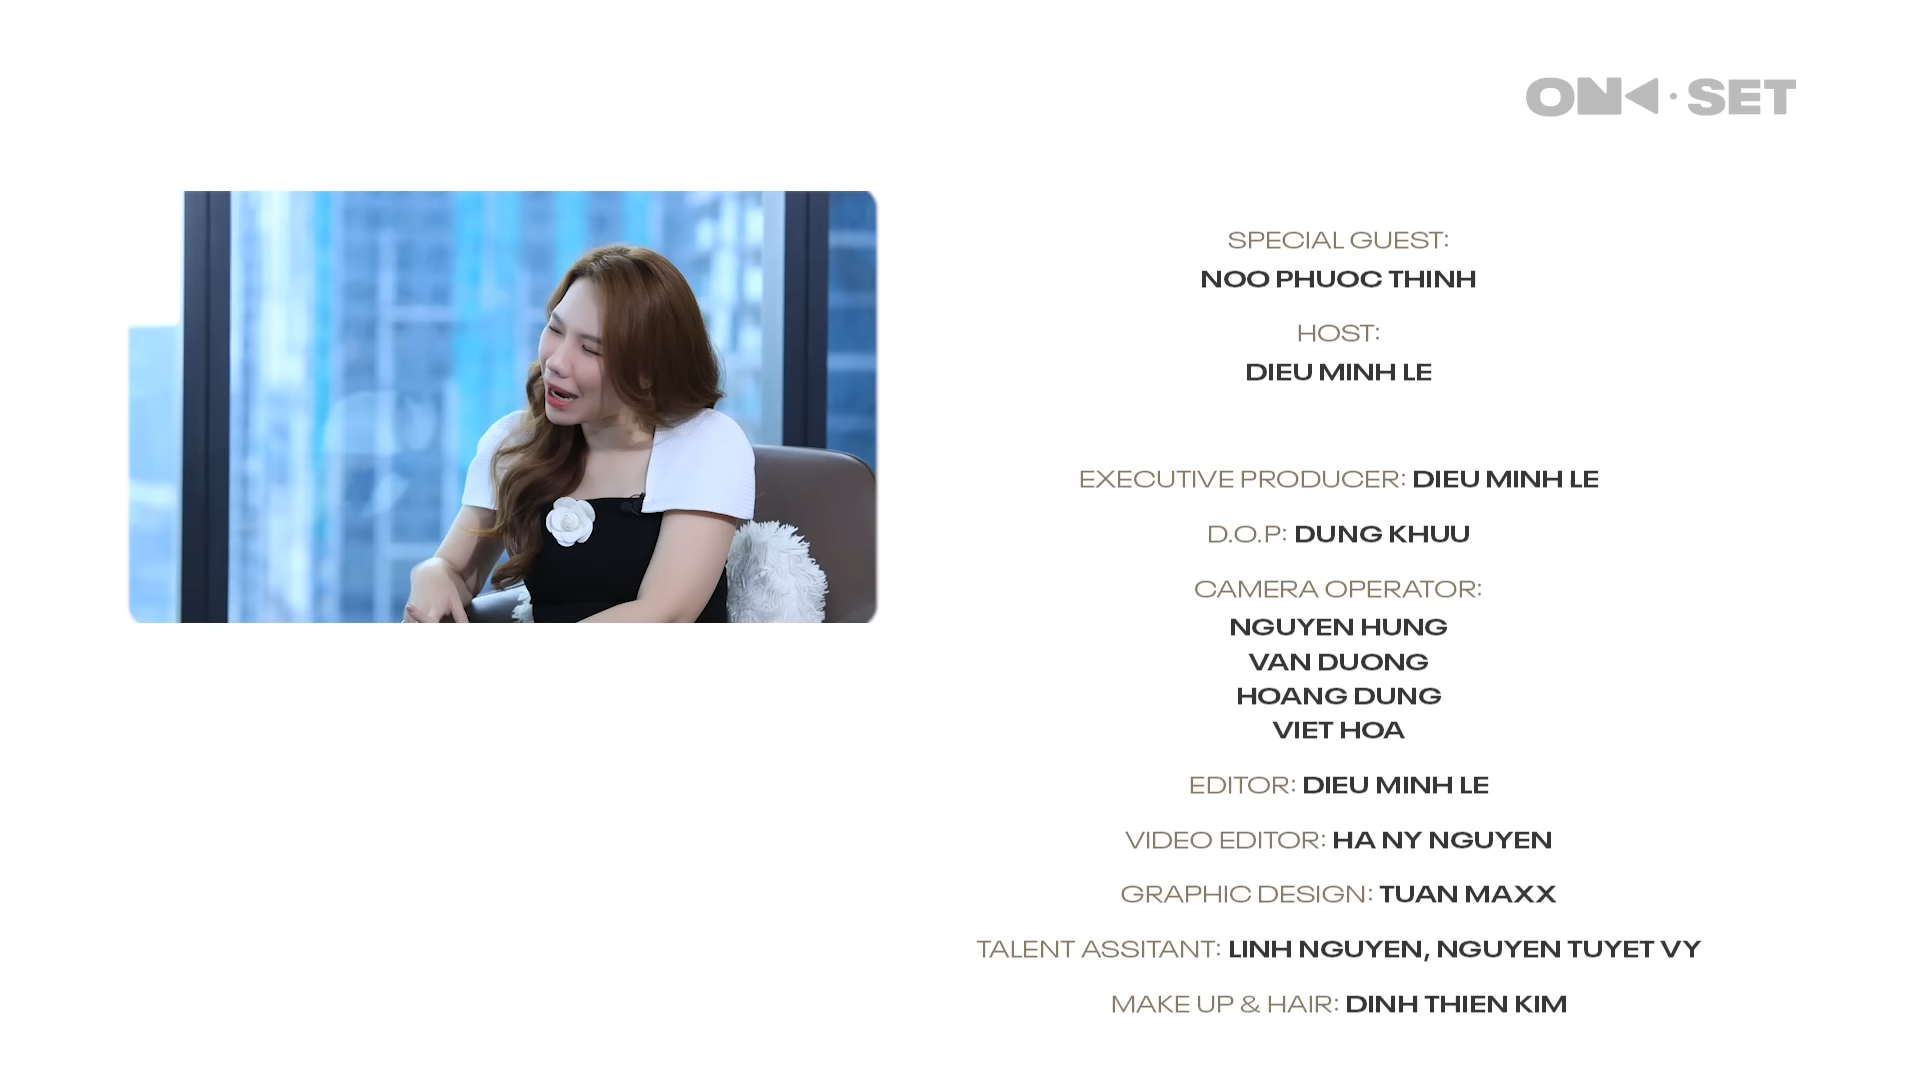 ON SET
SPECIAL GUEST:
NOO PHUOC THINH
HOST:
DIEU MINH LE
EXECUTIVE PRODUCER: DIEU MINH LE
D.O.P: DUNG KHUU
CAMERA OPERATOR:
NGUYEN HUNG
VAN DUONG
HOANG DUNG
VIET HOA
EDITOR: DIEU MINH LE
VIDEO EDITOR: HA NY NGUYEN
GRAPHIC DESIGN: TUAN MAXX
TALENT ASSITANT: LINH NGUYEN, NGUYEN TUYET VY
MAKE UP & HAIR: DINH THIEN KIM